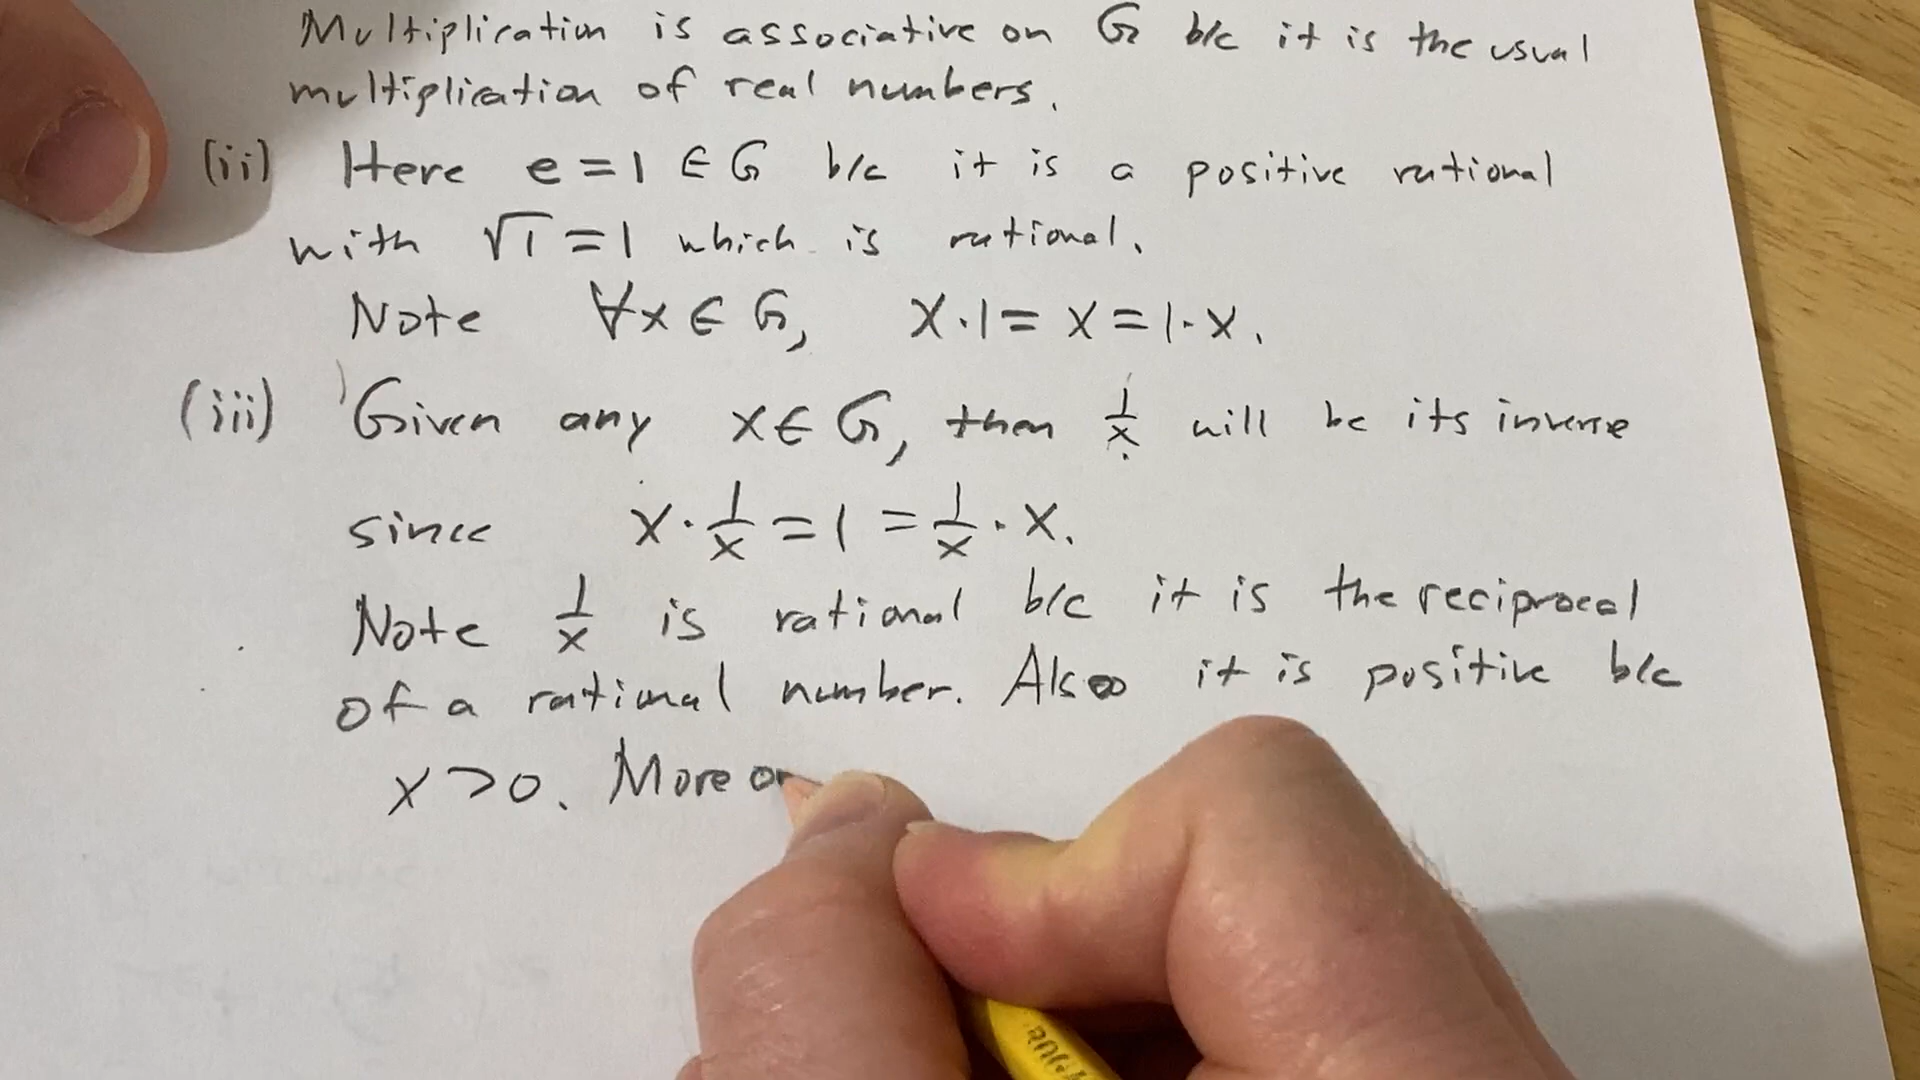 Multiplication is associative on G b/c it is the usual
multiplication of real numbers.
(ii) Here e = 1 ∈ G b/c it is a positive rational
with √1 = 1 which is rational.
Note ∀x ∈ G, x·1 = x = 1·x.
(iii) Given any x ∈ G, then 1/x will be its inverse
since x · 1/x = 1 = 1/x · x.
Note 1/x is rational b/c it is the reciprocal
of a rational number. Also it is positive b/c
x > 0. More